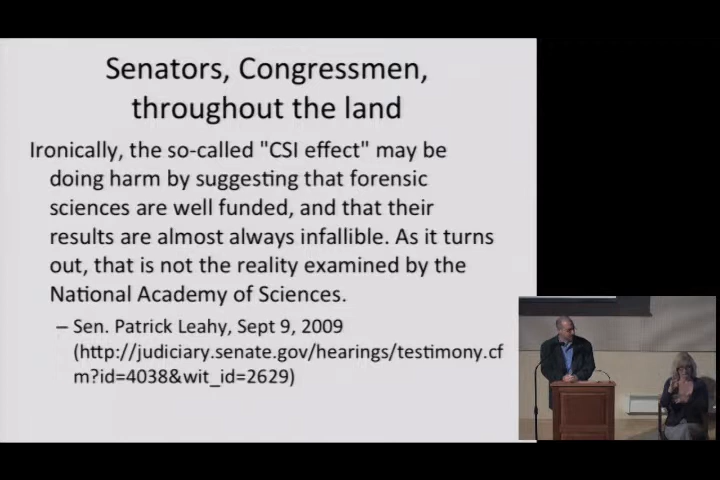 Senators, Congressmen,
throughout the land
Ironically, the so-called "CSI effect" may be
doing harm by suggesting that forensic
sciences are well funded, and that their
results are almost always infallible. As it turns
out, that is not the reality examined by the
National Academy of Sciences.
– Sen. Patrick Leahy, Sept 9, 2009
(http://judiciary.senate.gov/hearings/testimony.cf
m?id=4038&wit_id=2629)